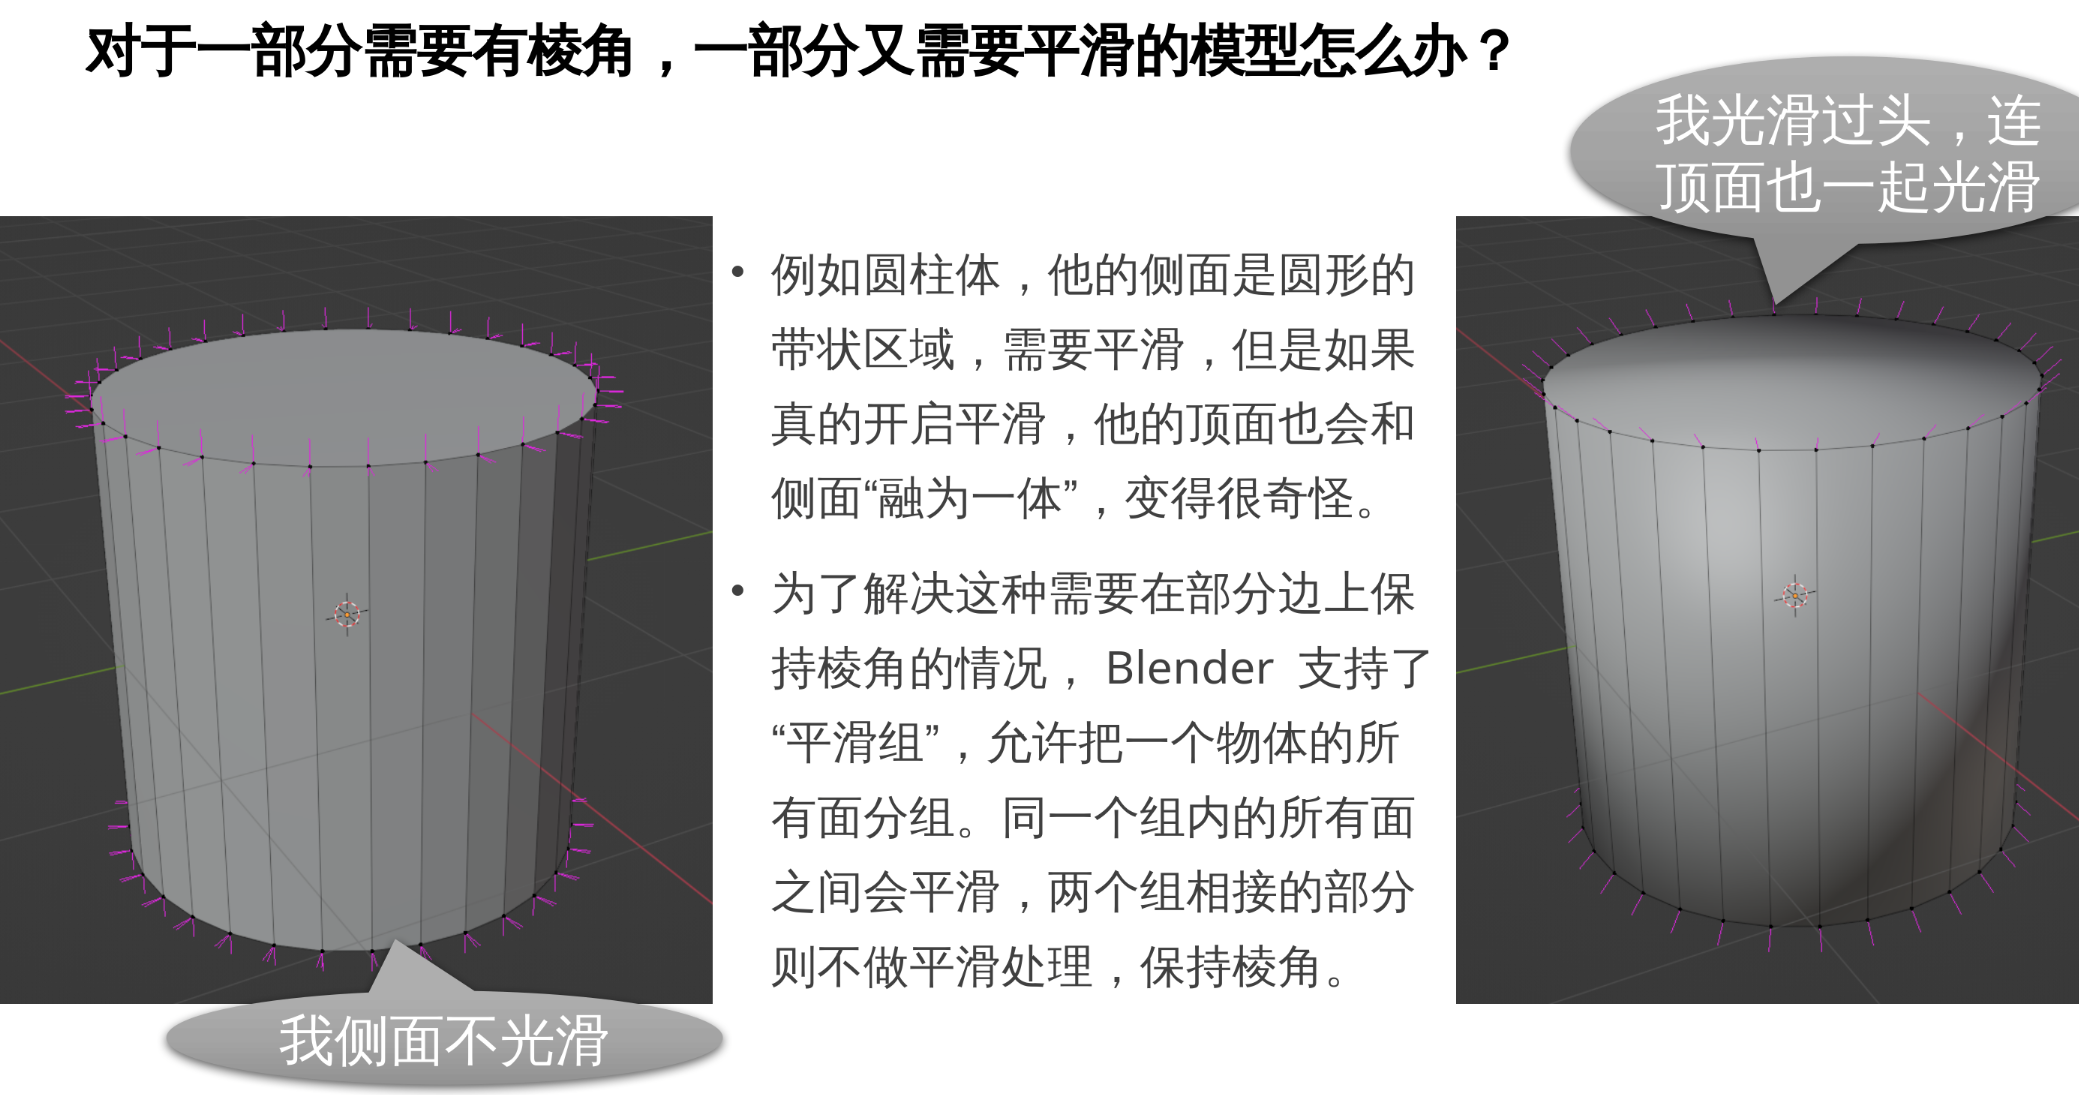 对于一部分需要有棱角，一部分又需要平滑的模型怎么办？
我光滑过头，连
顶面也一起光滑
• 例如圆柱体，他的侧面是圆形的
带状区域，需要平滑，但是如果
真的开启平滑，他的顶面也会和
侧面“融为一体”，变得很奇怪。
• 为了解决这种需要在部分边上保
持棱角的情况， Blender 支持了
“平滑组”，允许把一个物体的所
有面分组。同一个组内的所有面
之间会平滑，两个组相接的部分
则不做平滑处理，保持棱角。
我侧面不光滑